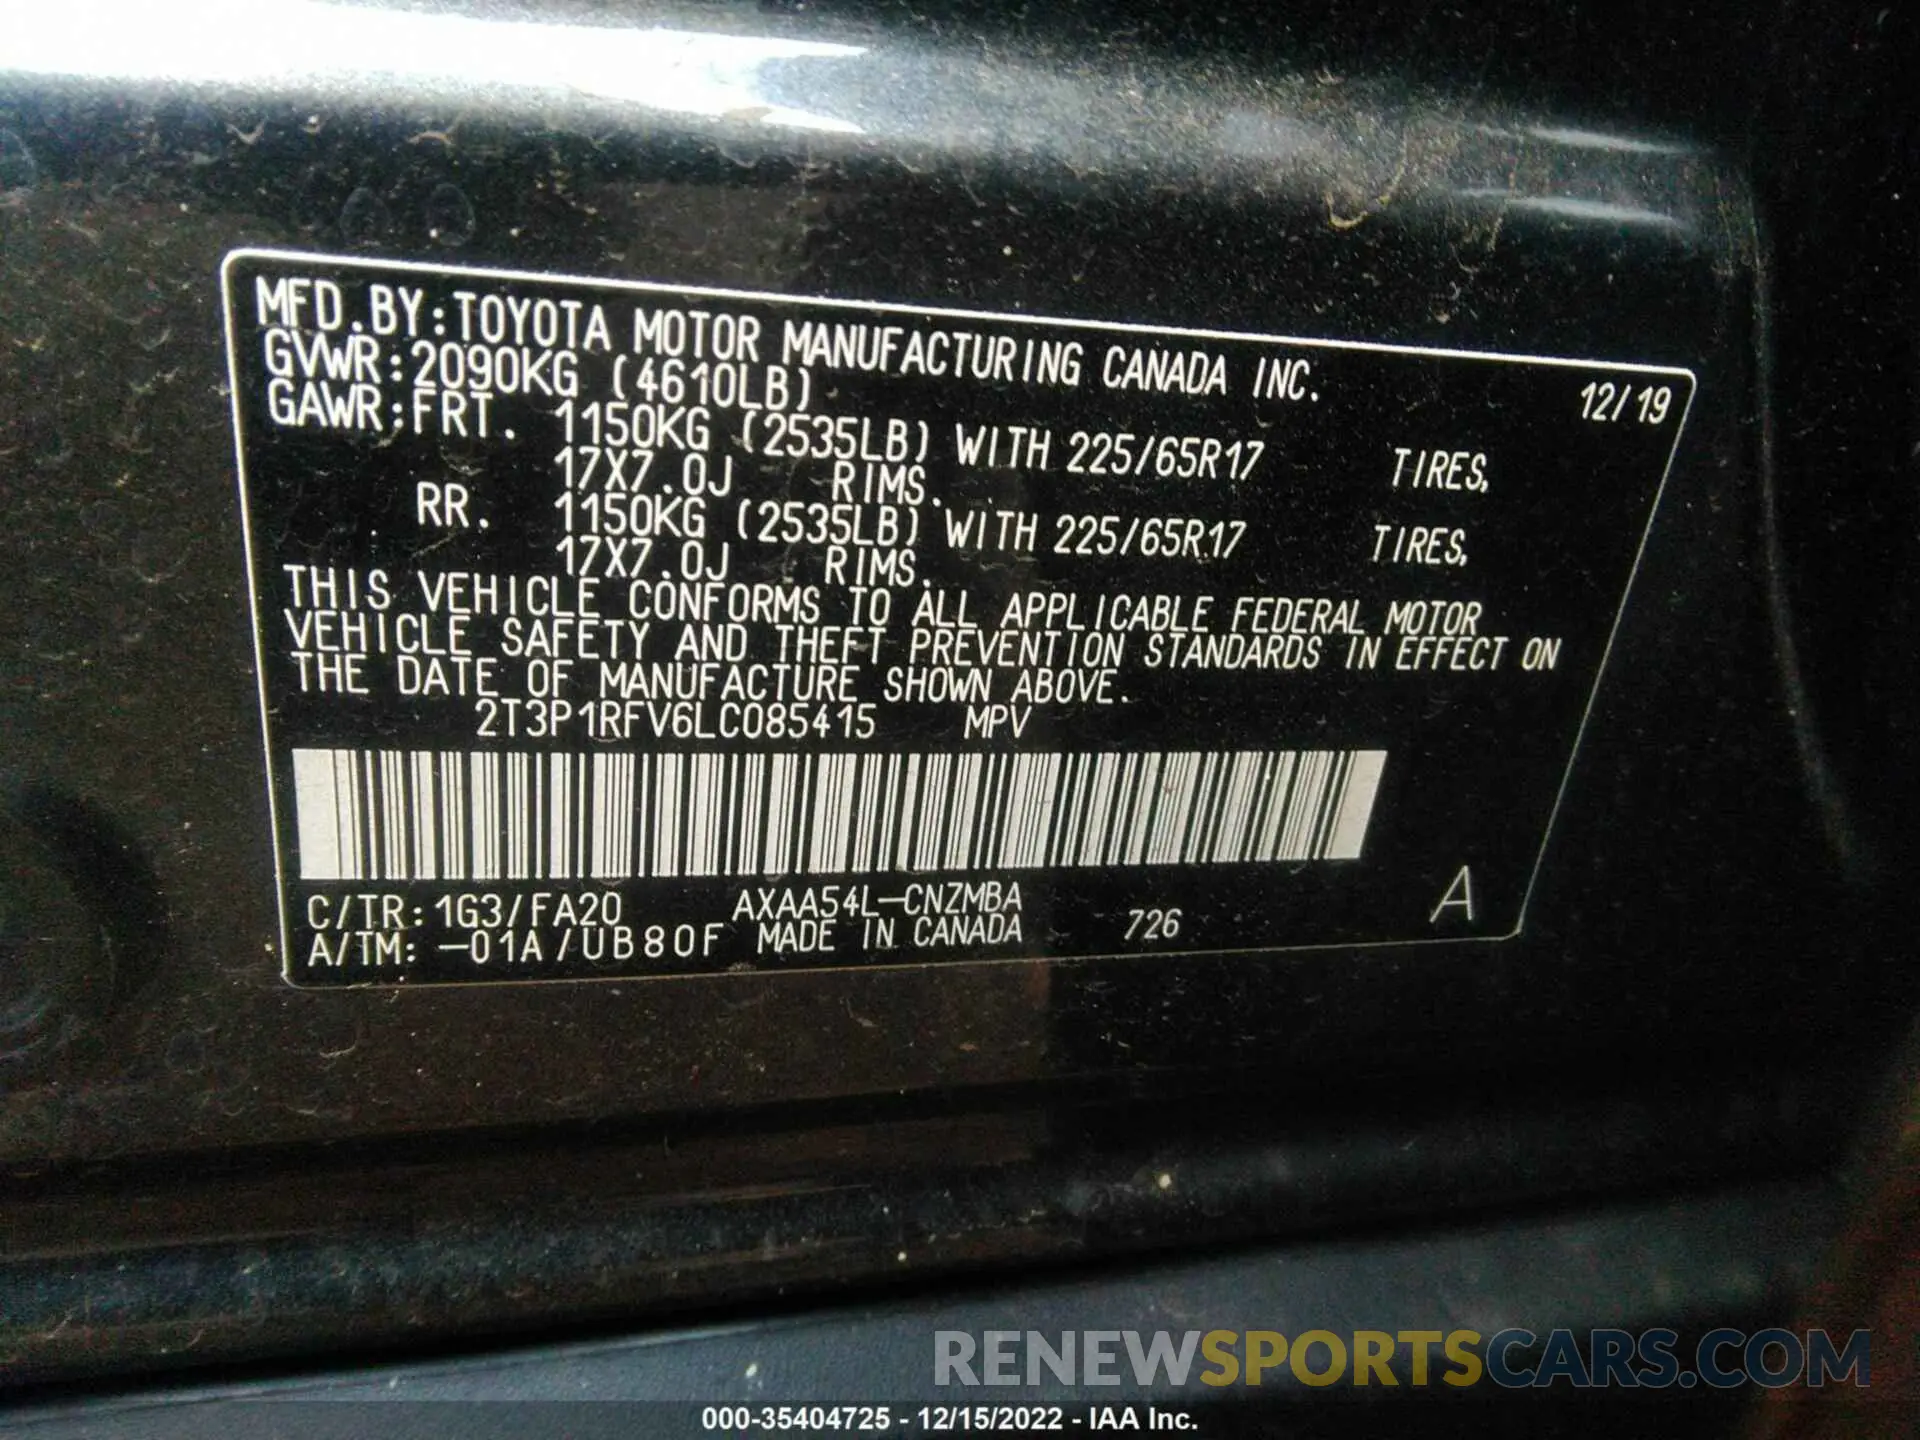 MFD.BY:TOYOTA MOTOR MANUFACTURING CANADA INC.
12/19
GVWR:2090KG (4610LB)
GAWR:FRT. 1150KG (2535LB) WITH 225/65R17 TIRES,
17X7.0J RIMS.
RR. 1150KG (2535LB) WITH 225/65R17 TIRES,
17X7.0J RIMS.
THIS VEHICLE CONFORMS TO ALL APPLICABLE FEDERAL MOTOR
VEHICLE SAFETY AND THEFT PREVENTION STANDARDS IN EFFECT ON
THE DATE OF MANUFACTURE SHOWN ABOVE.
2T3P1RFV6LC085415 MPV
C/TR:1G3/FA20 AXAA54L-CNZMBA
A/TM:-01A/UB80F MADE IN CANADA 726 A
RENEWSPORTSCARS.COM
000-35404725 - 12/15/2022 - IAA Inc.